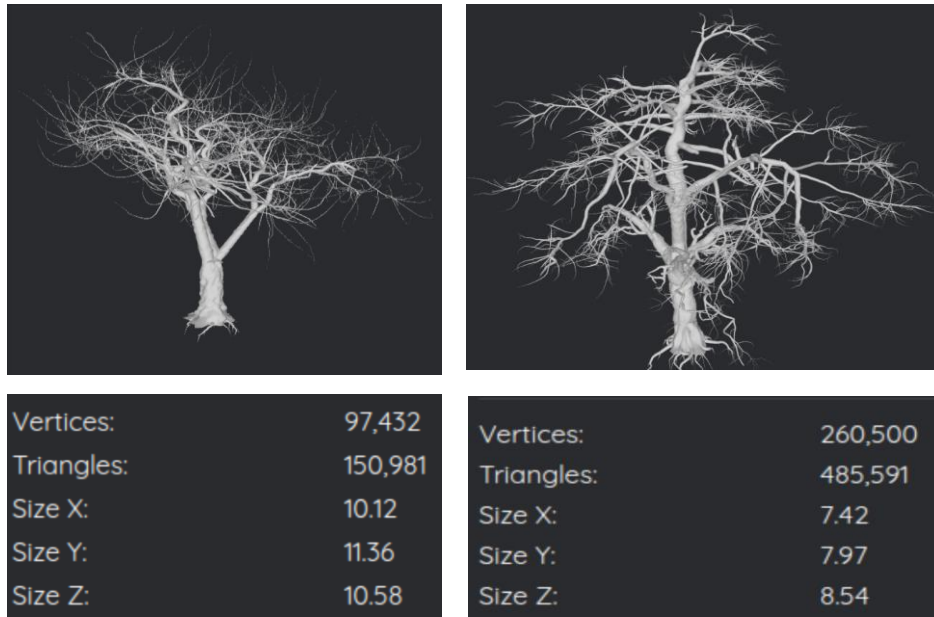 Vertices: 97,432
Triangles: 150,981
Size X: 10.12
Size Y: 11.36
Size Z: 10.58
Vertices: 260,500
Triangles: 485,591
Size X: 7.42
Size Y: 7.97
Size Z: 8.54